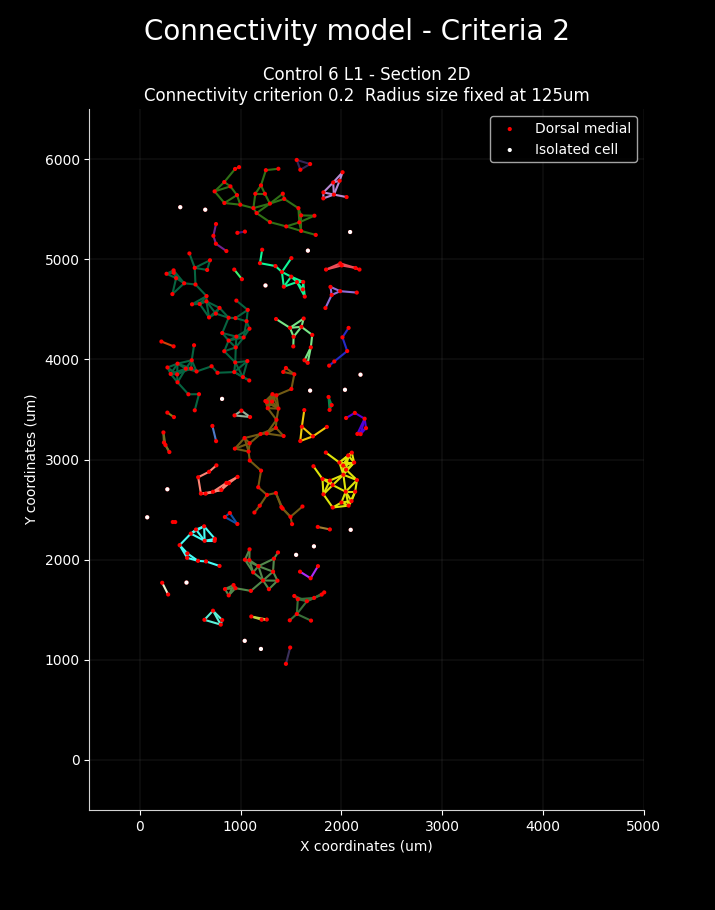 Connectivity model - Criteria 2
Control 6 L1 - Section 2D
Connectivity criterion 0.2  Radius size fixed at 125um
Dorsal medial
Isolated cell
6000
5000
4000
3000
2000
1000
0
Y coordinates (um)
0
1000
2000
3000
4000
5000
X coordinates (um)